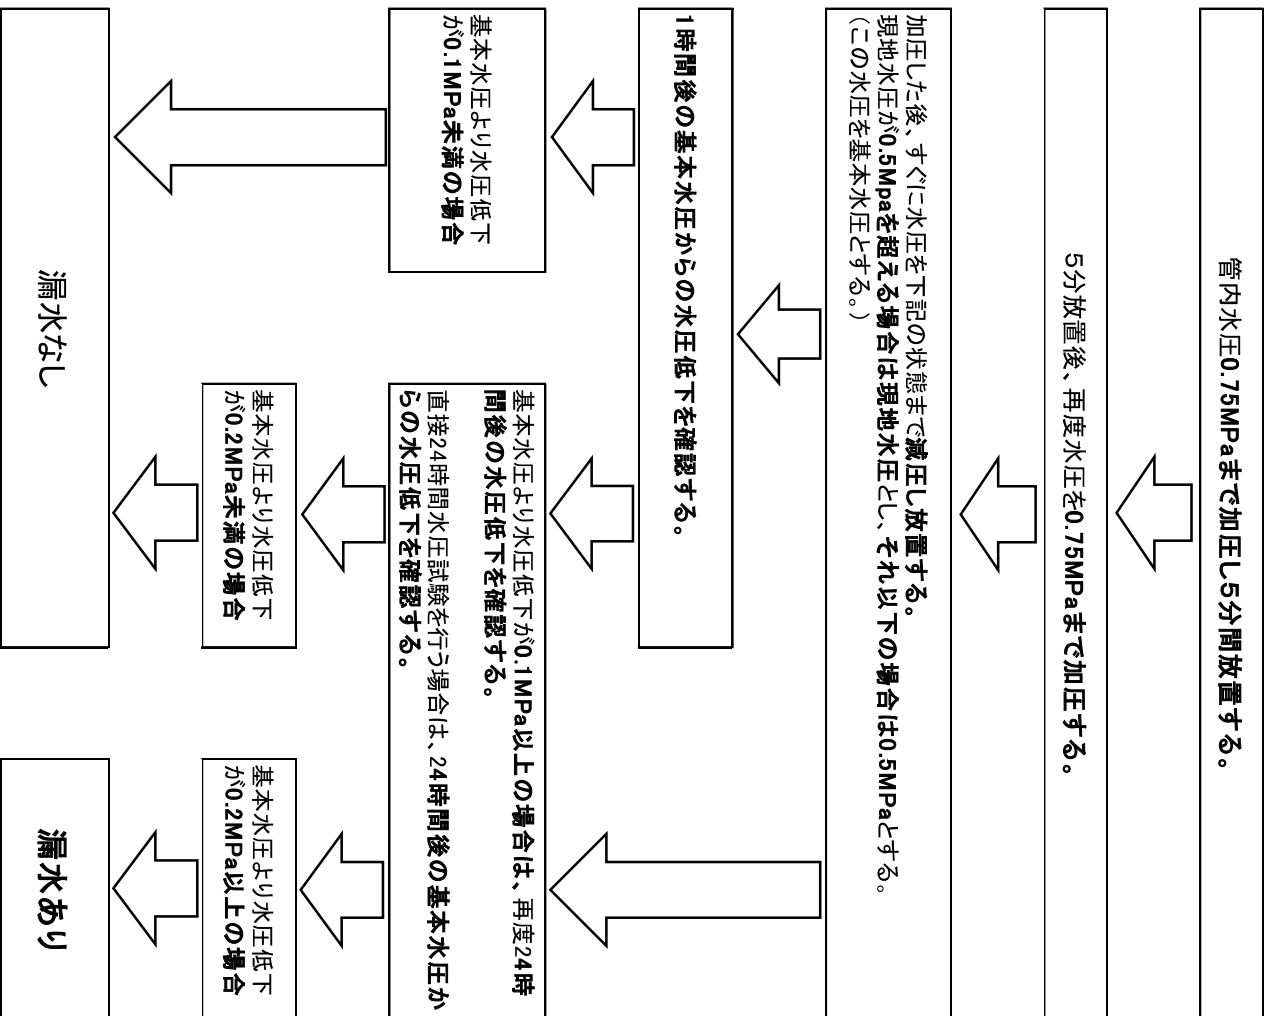 管内水圧0.75MPaまで加圧し5分間放置する。
5分放置後、再度水圧を0.75MPaまで加圧する。
加圧した後、すぐに水圧を下記の状態まで減圧し放置する。
現地水圧が0.5Mpaを超える場合は現地水圧とし、それ以下の場合は0.5MPaとする。
（この水圧を基本水圧とする。）
1時間後の基本水圧からの水圧低下を確認する。
基本水圧より水圧低下
が0.1MPa未満の場合
基本水圧より水圧低下が0.1MPa以上の場合は、再度24時
間後の水圧低下を確認する。
直接24時間水圧試験を行う場合は、24時間後の基本水圧か
らの水圧低下を確認する。
基本水圧より水圧低下
が0.2MPa未満の場合
基本水圧より水圧低下
が0.2MPa以上の場合
漏水なし
漏水あり